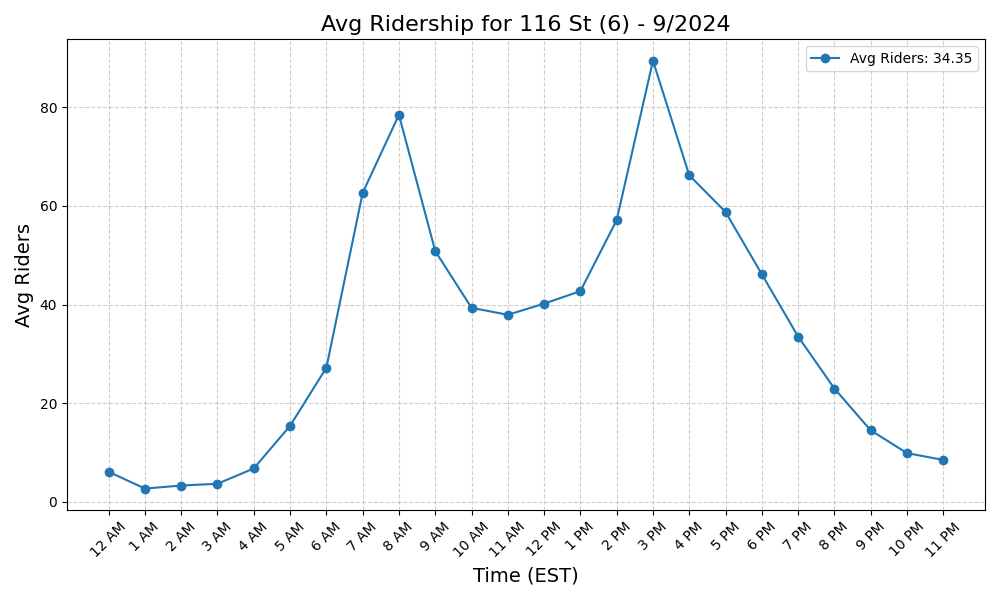 Avg Ridership for 116 St (6) - 9/2024
Avg Riders: 34.35
Avg Riders
80
60
40
20
0
12 AM
1 AM
2 AM
3 AM
4 AM
5 AM
6 AM
7 AM
8 AM
9 AM
10 AM
11 AM
12 PM
1 PM
2 PM
3 PM
4 PM
5 PM
6 PM
7 PM
8 PM
9 PM
10 PM
11 PM
Time (EST)